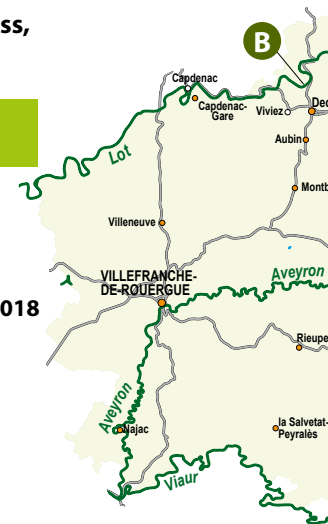 ss,
B
Capdenac
Capdenac-
Gare
Viviez
Dec
Lot
Aubin
Montb
Villeneuve
VILLEFRANCHE-
DE-ROUERGUE
Aveyron
018
Rieupe
Aveyron
Najac
la Salvetat-
Peyralès
Viaur